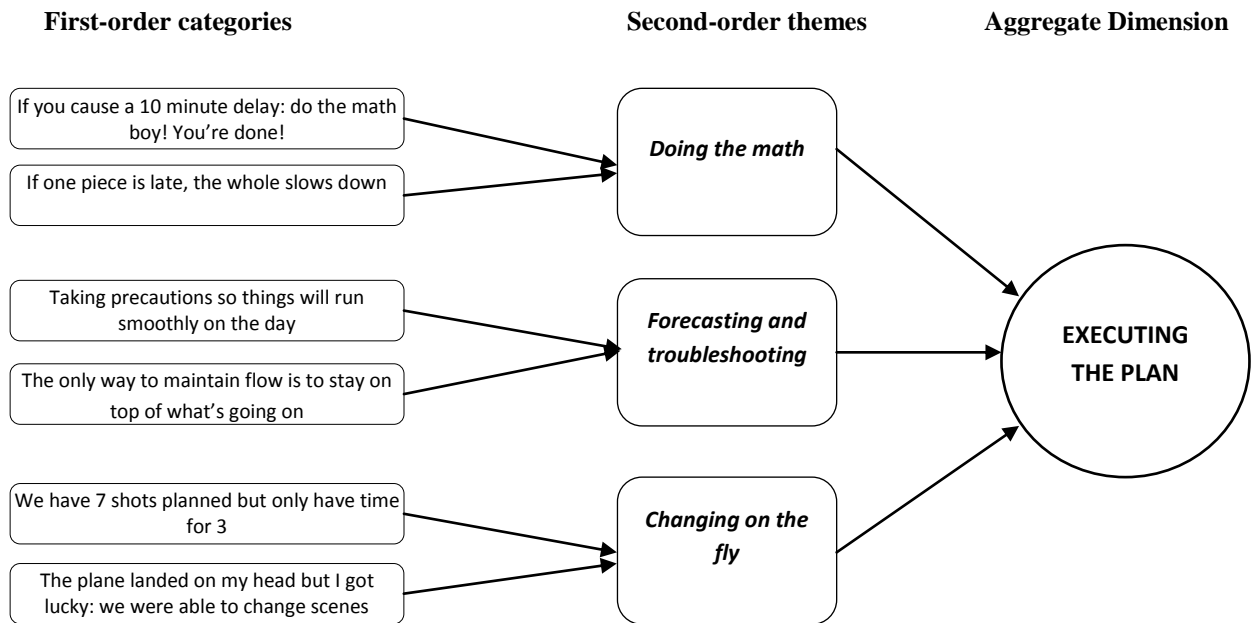 First-order categories
Second-order themes
Aggregate Dimension
If you cause a 10 minute delay: do the math
boy! You’re done!
If one piece is late, the whole slows down
Doing the math
Taking precautions so things will run
smoothly on the day
The only way to maintain flow is to stay on
top of what’s going on
Forecasting and
troubleshooting
We have 7 shots planned but only have time
for 3
The plane landed on my head but I got
lucky: we were able to change scenes
Changing on the
fly
EXECUTING
THE PLAN